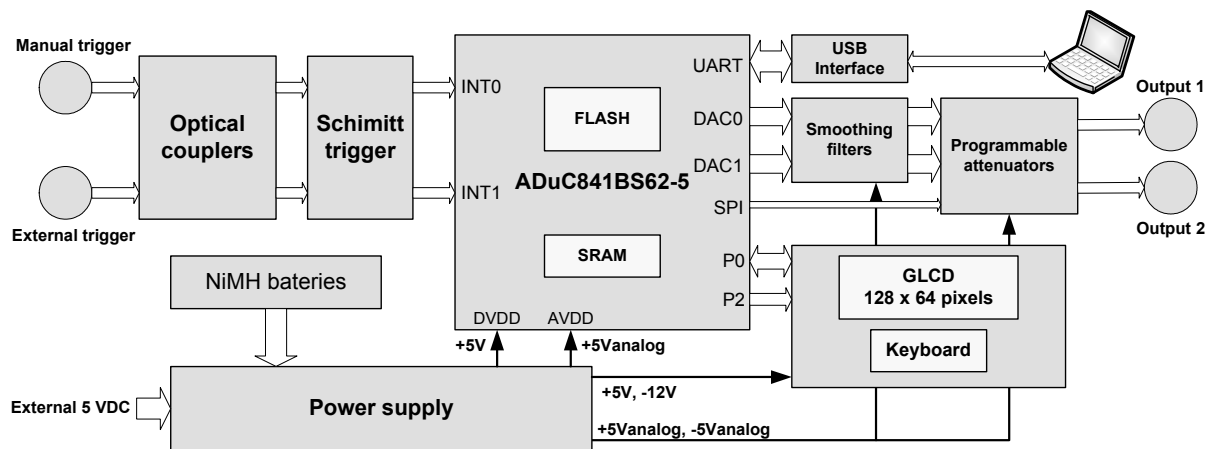 Manual trigger
External trigger
Optical
couplers
Schimitt
trigger
INT0
INT1
FLASH
ADuC841BS62-5
SRAM
UART
DAC0
DAC1
SPI
P0
P2
DVDD
AVDD
USB
Interface
Smoothing
filters
Programmable
attenuators
Output 1
Output 2
GLCD
128 x 64 pixels
Keyboard
NiMH bateries
+5V
+5Vanalog
External 5 VDC
Power supply
+5V, -12V
+5Vanalog, -5Vanalog